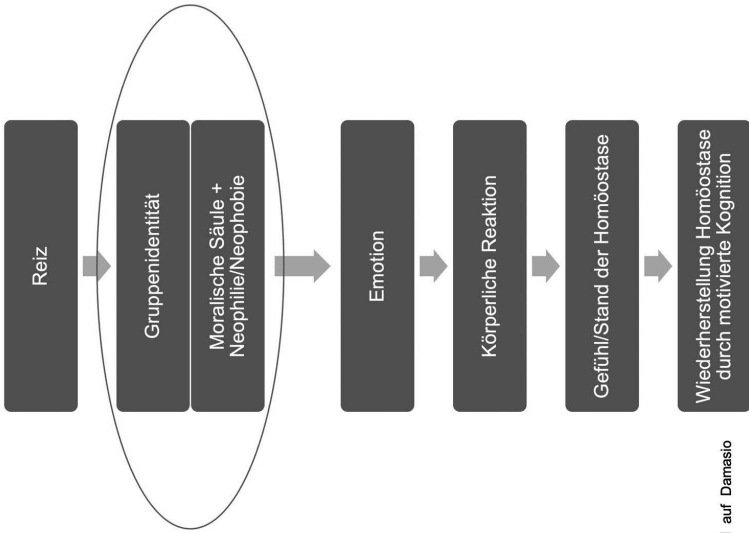 Reiz
Gruppenidentität
Moralische Säule +
Neophilie/Neophobie
Emotion
Körperliche Reaktion
Gefühl/Stand der Homöostase
Wiederherstellung Homöostase
durch motivierte Kognition
auf Damasio